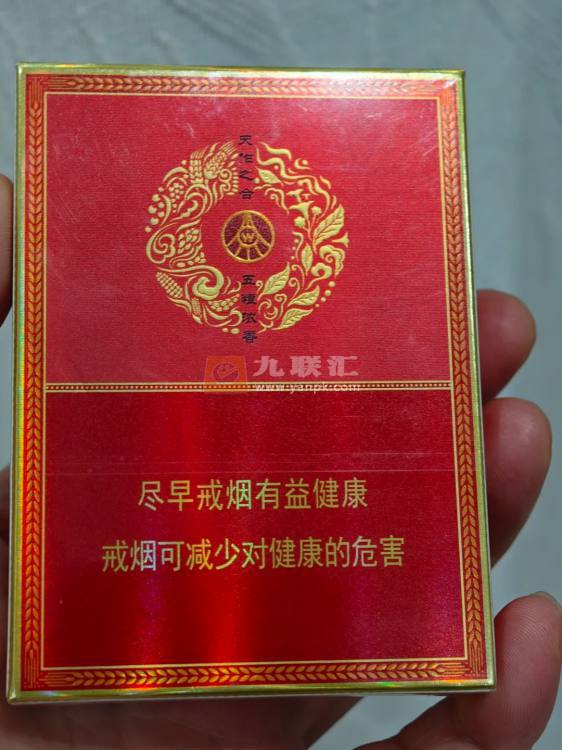 天作之合
W
五粮浓香
九联汇
www.yanpk.com
尽早戒烟有益健康
戒烟可减少对健康的危害